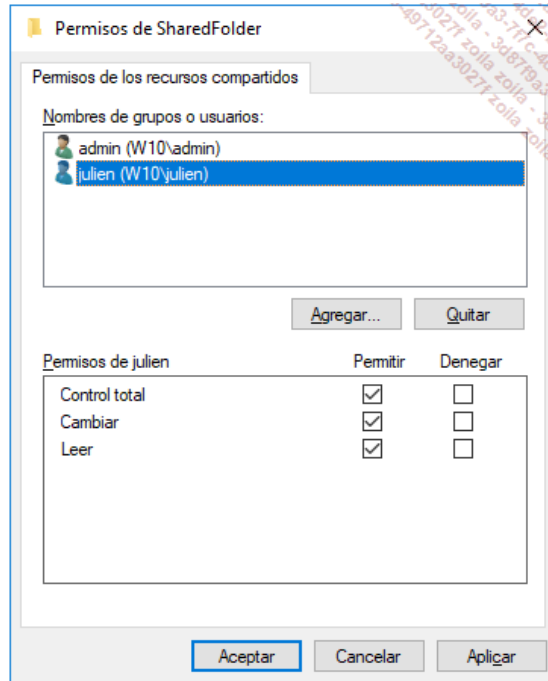 Permisos de SharedFolder
Permisos de los recursos compartidos
Nombres de grupos o usuarios:
admin (W10\admin)
julien (W10\julien)
Agregar...
Quitar
Permisos de julien Permitir Denegar
Control total
Cambiar
Leer
Aceptar Cancelar Aplicar